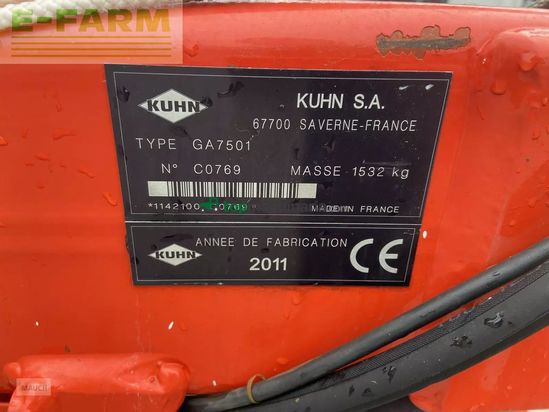 E-FARM
KUHN
KUHN S.A.
67700 SAVERNE-FRANCE
TYPE GA7501
N° C0769 MASSE 1532 kg
MADE IN FRANCE
KUHN
ANNEE DE FABRICATION
2011
CE